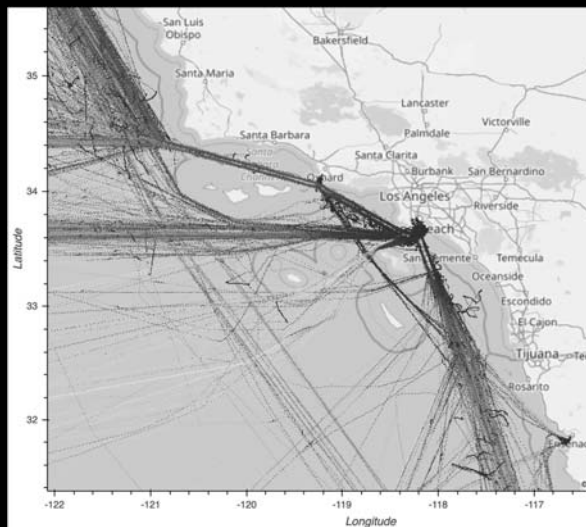 San Luis
Obispo
Bakersfield
35
Santa Maria
Lancaster
Victorville
Palmdale
Santa Barbara
Santa Clarita
Santa
Burbank
San Bernardino
34
Los Angeles
Riverside
each
Temecula
Oceanside
33
Escondido
El Cajon
Tijuana
Rosarito
32
-122
-121
-120
-119
-118
-117
Latitude
Longitude